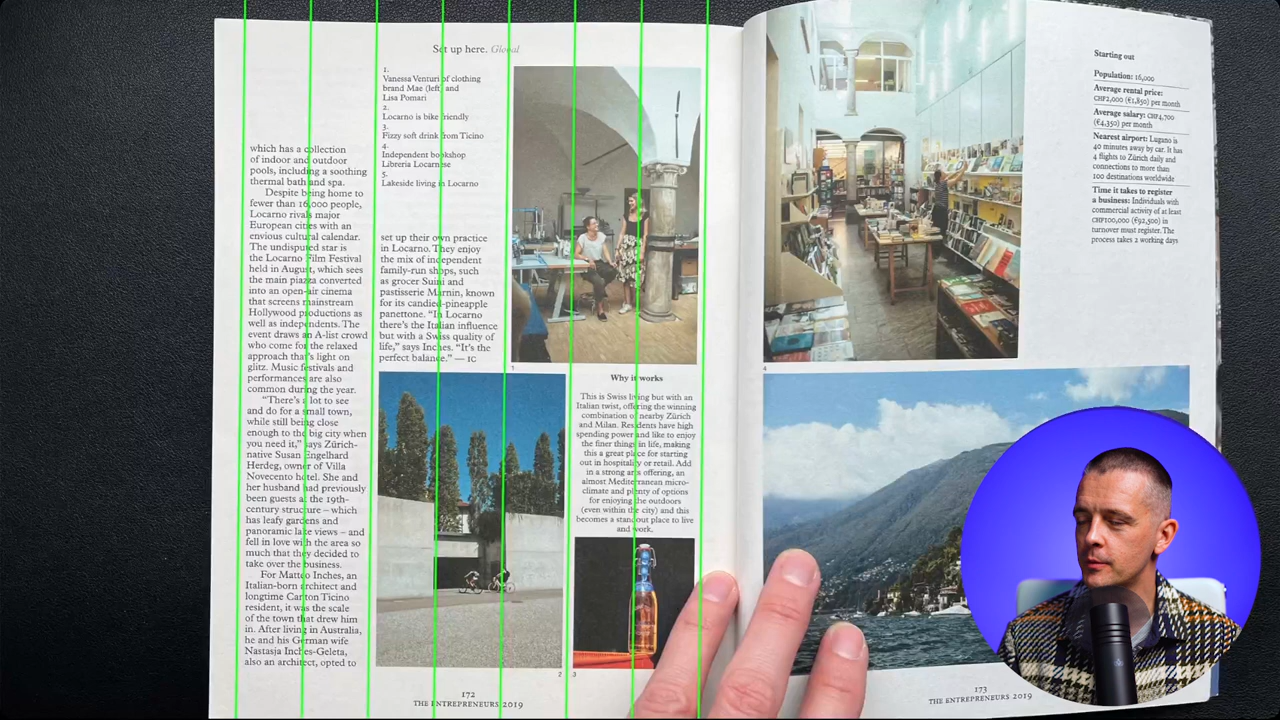 Set up here. Global
which has a collection
of indoor and outdoor
pools, including a soothing
thermal bath and spa.
Despite being home to
fewer than 16,000 people,
Locarno rivals major
European cities with an
envious cultural calendar.
The undisputed star is
the Locarno Film Festival
held in August, which sees
the main piazza converted
into an open-air cinema
that screens mainstream
Hollywood productions as
well as independents. The
event draws an A-list crowd
who come for the relaxed
approach that's light on
glitz. Music festivals and
performances are also
common during the year.
“There's a lot to see
and do for a small town,
while still being close
enough to the big city when
you need it,” says Zürich-
native Susan Engelhard
Herdeg, owner of Villa
Novecento hotel. She and
her husband had previously
been guests at the 19th-
century structure – which
has leafy gardens and
panoramic lake views – and
fell in love with the area so
much that they decided to
take over the business.
For Matteo Inches, an
Italian-born architect and
longtime Canton Ticino
resident, it was the scale
of the town that drew him
in. After living in Australia,
he and his German wife
Nastasja Inches-Geleta,
also an architect, opted to
1.
Vanessa Venturi of clothing
brand Mae (left) and
Lisa Pomari
2.
Locarno is bike friendly
3.
Fizzy soft drink from Ticino
4.
Independent bookshop
Libreria Locarnese
5.
Lakeside living in Locarno
set up their own practice
in Locarno. They enjoy
the mix of independent
family-run shops, such
as grocer Suini and
pastisserie Marnin, known
for its candied-pineapple
panettone. “In Locarno
there's the Italian influence
but with a Swiss quality of
life,” says Inches. “It's the
perfect balance.” — IC
1
Why it works
This is Swiss living but with an
Italian twist, offering the winning
combination of nearby Zürich
and Milan. Residents have high
spending power and like to enjoy
the finer things in life, making
this a great place for starting
out in hospitality or retail. Add
in a strong arts offering, an
almost Mediterranean micro-
climate and plenty of options
for enjoying the outdoors
(even within the city) and this
becomes a standout place to live
and work.
2
3
172
THE ENTREPRENEURS 2019
4
Starting out
Population: 16,000
Average rental price:
CHF2,000 (€1,850) per month
Average salary: CHF4,700
(€4,350) per month
Nearest airport: Lugano is
40 minutes away by car. It has
4 flights to Zürich daily and
connections to more than
100 destinations worldwide
Time it takes to register
a business: Individuals with
commercial activity of at least
CHF100,000 (€92,500) in
turnover must register. The
process takes 2 working days
173
THE ENTREPRENEURS 2019